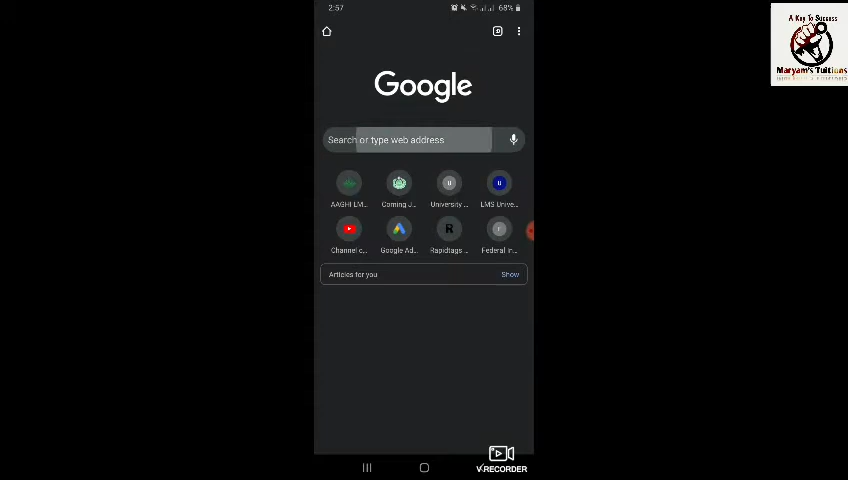 2:57
68%
A Key To Success
Maryam's Tuitions
Google
Search or type web address
AAGHI LM...
Coming J...
University ...
LMS Unive...
Channel c...
Google Ad...
Rapidtags ...
Federal In...
Articles for you
Show
V.RECORDER